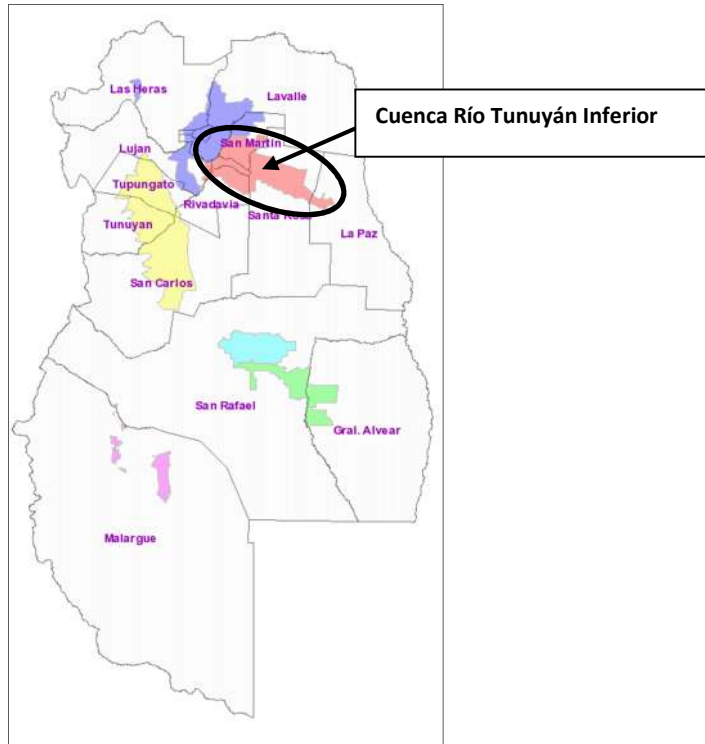 Las Heras
Lavalle
Cuenca Río Tunuyán Inferior
San Martín
Lujan
Tupungato
Rivadavia
Santa Rosa
Tunuyan
La Paz
San Carlos
San Rafael
Gral. Alvear
Malargue